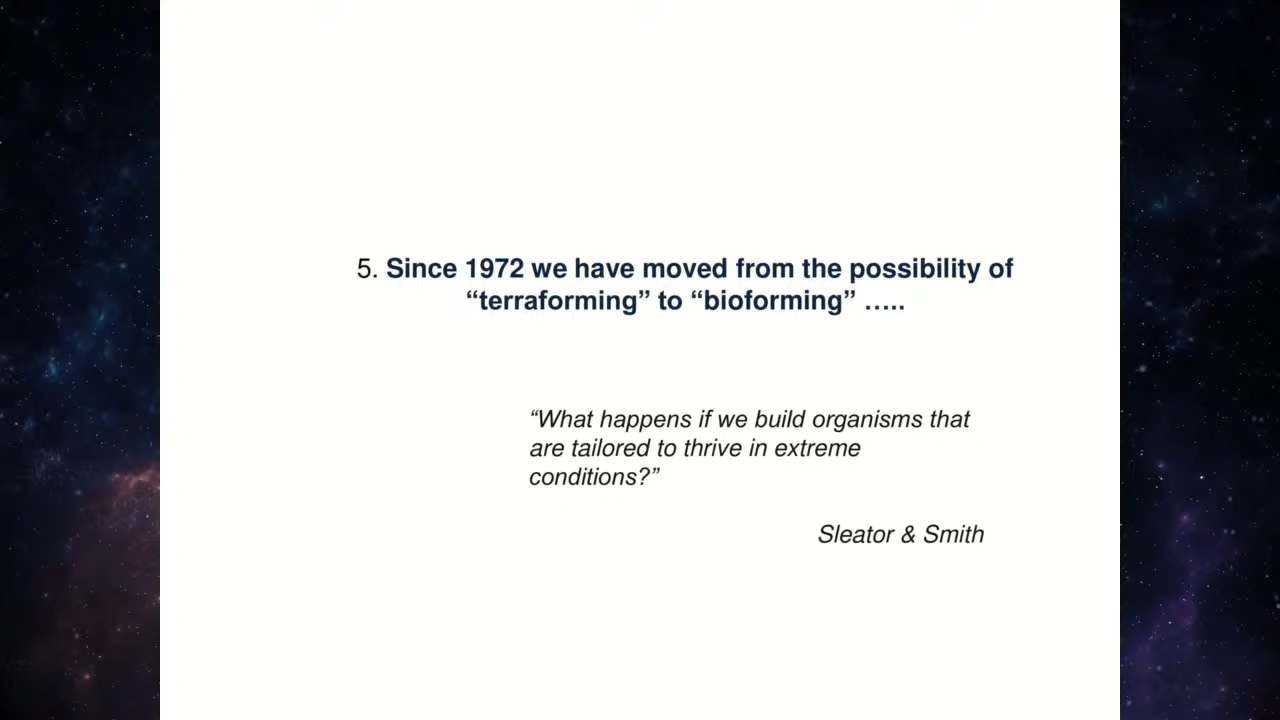 5. Since 1972 we have moved from the possibility of
“terraforming” to “bioforming” …..
“What happens if we build organisms that
are tailored to thrive in extreme
conditions?”
Sleator & Smith